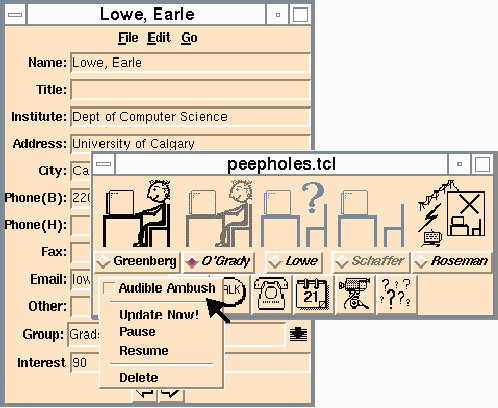 Lowe, Earle
File Edit Go
Name: Lowe, Earle
Title:
Institute: Dept of Computer Science
Address: University of Calgary
City: Ca
Phone(B): 220
Phone(H):
Fax:
Email: low
Other:
Group: Grads
Interest 90
peepholes.tcl
?
Greenberg O'Grady Lowe Schaffer Roseman
ALK 21 ????
Audible Ambush
Update Now!
Pause
Resume
Delete